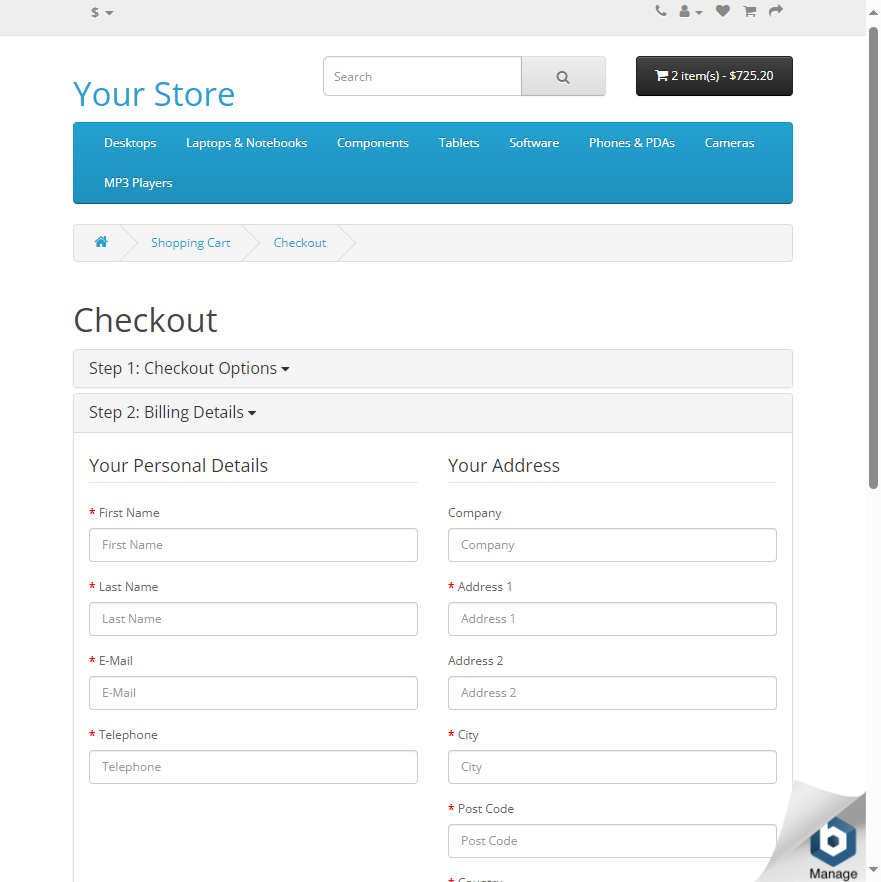 $
Your Store
Search
2 item(s) - $725.20
Desktops Laptops & Notebooks Components Tablets Software Phones & PDAs Cameras
MP3 Players
Shopping Cart Checkout
Checkout
Step 1: Checkout Options
Step 2: Billing Details
Your Personal Details
* First Name
First Name
* Last Name
Last Name
* E-Mail
E-Mail
* Telephone
Telephone
Your Address
Company
Company
* Address 1
Address 1
Address 2
Address 2
* City
City
* Post Code
Post Code
* Country
b
Manage